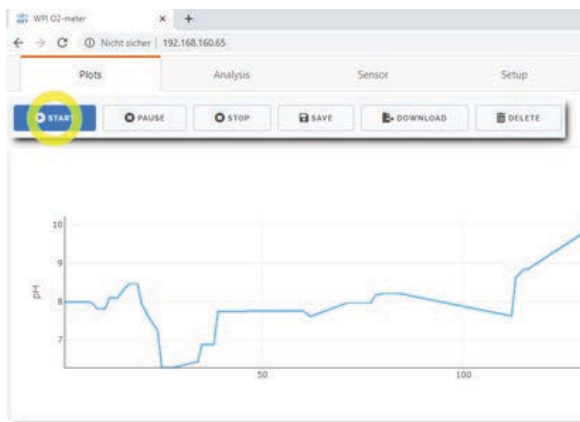 WPI O2-meter
Nicht sicher | 192.168.160.65
Plots Analysis Sensor Setup
START PAUSE STOP SAVE DOWNLOAD DELETE
10
9
pH
8
7
50 100